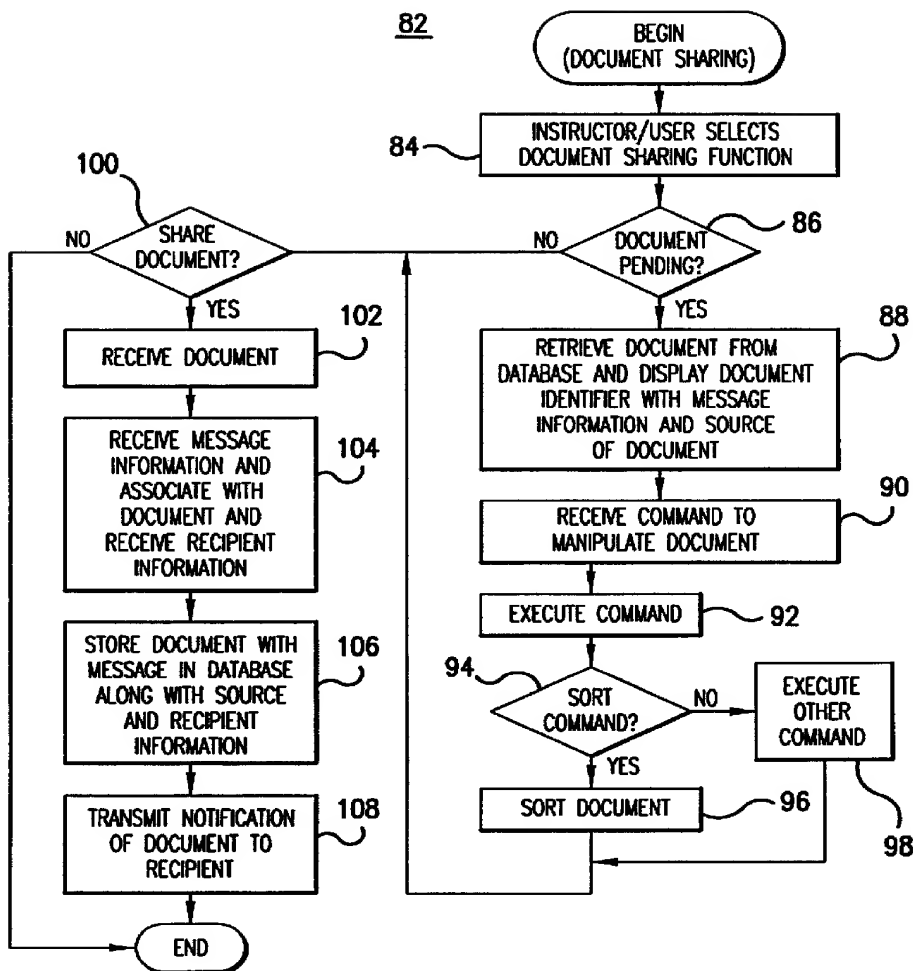 82
BEGIN
(DOCUMENT SHARING)
84
INSTRUCTOR/USER SELECTS
DOCUMENT SHARING FUNCTION
86
DOCUMENT
PENDING?
NO
YES
88
RETRIEVE DOCUMENT FROM
DATABASE AND DISPLAY DOCUMENT
IDENTIFIER WITH MESSAGE
INFORMATION AND SOURCE
OF DOCUMENT
90
RECEIVE COMMAND TO
MANIPULATE DOCUMENT
EXECUTE COMMAND
92
94
SORT
COMMAND?
NO
YES
EXECUTE
OTHER
COMMAND
98
SORT DOCUMENT
96
100
SHARE
DOCUMENT?
NO
YES
102
RECEIVE DOCUMENT
RECEIVE MESSAGE
INFORMATION AND
ASSOCIATE WITH
DOCUMENT AND
RECEIVE RECIPIENT
INFORMATION
104
STORE DOCUMENT WITH
MESSAGE IN DATABASE
ALONG WITH SOURCE
AND RECIPIENT
INFORMATION
106
TRANSMIT NOTIFICATION
OF DOCUMENT TO
RECIPIENT
108
END